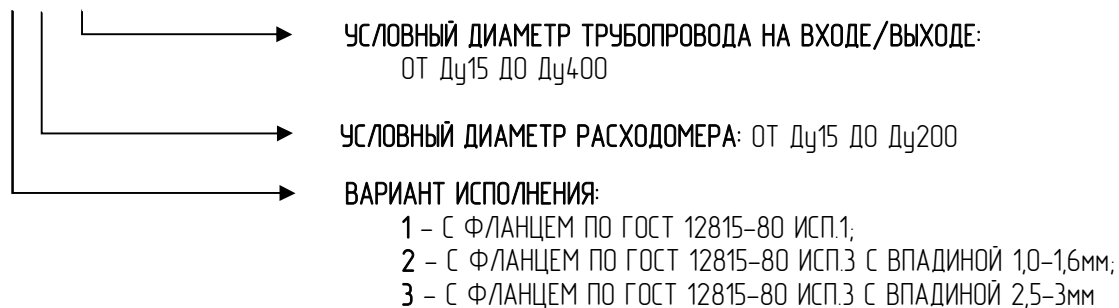 УСЛОВНЫЙ ДИАМЕТР ТРУБОПРОВОДА НА ВХОДЕ/ВЫХОДЕ:
ОТ Ду15 ДО Ду400
УСЛОВНЫЙ ДИАМЕТР РАСХОДОМЕРА: ОТ Ду15 ДО Ду200
ВАРИАНТ ИСПОЛНЕНИЯ:
1 – С ФЛАНЦЕМ ПО ГОСТ 12815–80 ИСП.1;
2 – С ФЛАНЦЕМ ПО ГОСТ 12815–80 ИСП.3 С ВПАДИНОЙ 1,0–1,6мм;
3 – С ФЛАНЦЕМ ПО ГОСТ 12815–80 ИСП.3 С ВПАДИНОЙ 2,5–3мм